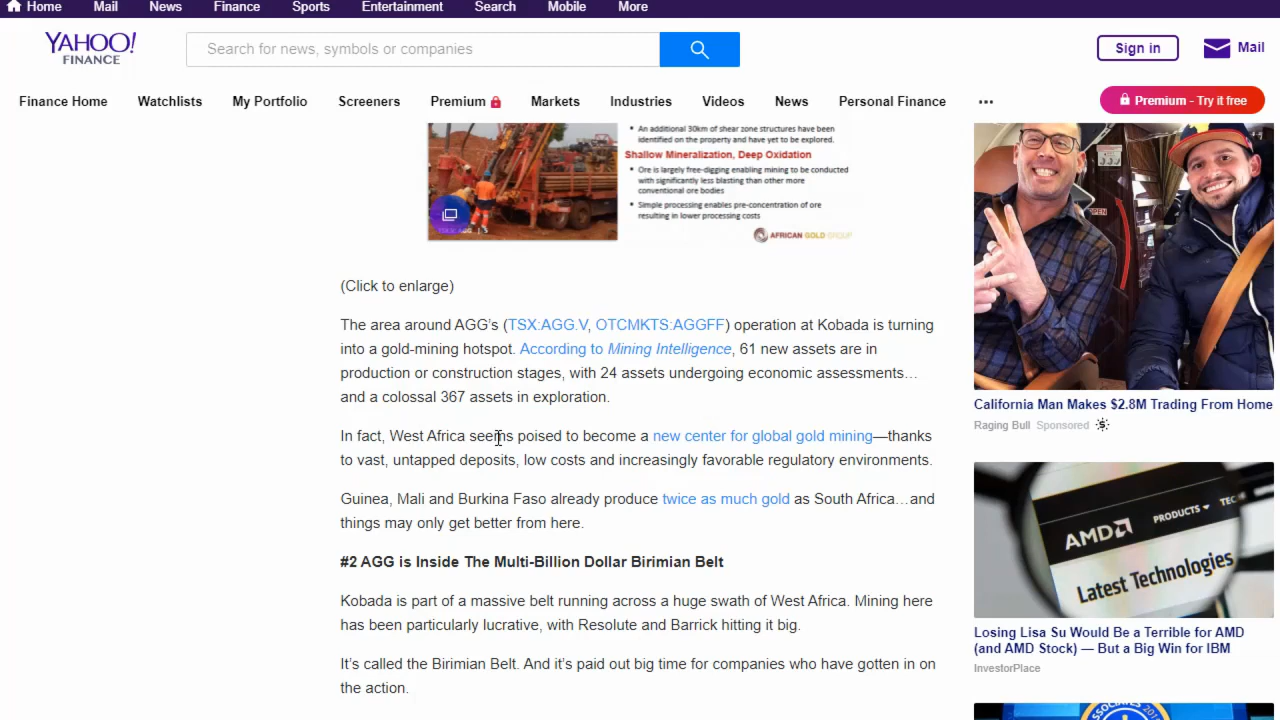 Home Mail News Finance Sports Entertainment Search Mobile More
YAHOO!
FINANCE
Search for news, symbols or companies
Sign in
Mail
Finance Home Watchlists My Portfolio Screeners Premium Markets Industries Videos News Personal Finance ...
Premium - Try it free
An additional 30km of shear zone structures have been
identified on the property and have yet to be explored.
Shallow Mineralization, Deep Oxidation
Ore is largely free-digging enabling mining to be conducted
with significantly less blasting than other more
conventional ore bodies
Simple processing enables pre-concentration of ore
resulting in lower processing costs
AFRICAN GOLD GROUP
(Click to enlarge)
The area around AGG's (TSX:AGG.V, OTCMKTS:AGGFF) operation at Kobada is turning
into a gold-mining hotspot. According to Mining Intelligence, 61 new assets are in
production or construction stages, with 24 assets undergoing economic assessments…
and a colossal 367 assets in exploration.
In fact, West Africa seems poised to become a new center for global gold mining—thanks
to vast, untapped deposits, low costs and increasingly favorable regulatory environments.
Guinea, Mali and Burkina Faso already produce twice as much gold as South Africa…and
things may only get better from here.
#2 AGG is Inside The Multi-Billion Dollar Birimian Belt
Kobada is part of a massive belt running across a huge swath of West Africa. Mining here
has been particularly lucrative, with Resolute and Barrick hitting it big.
It's called the Birimian Belt. And it's paid out big time for companies who have gotten in on
the action.
OPEN
California Man Makes $2.8M Trading From Home
Raging Bull Sponsored
AMD
PRODUCTS
TEC
Latest Technologies
Losing Lisa Su Would Be a Terrible for AMD
(and AMD Stock) — But a Big Win for IBM
InvestorPlace